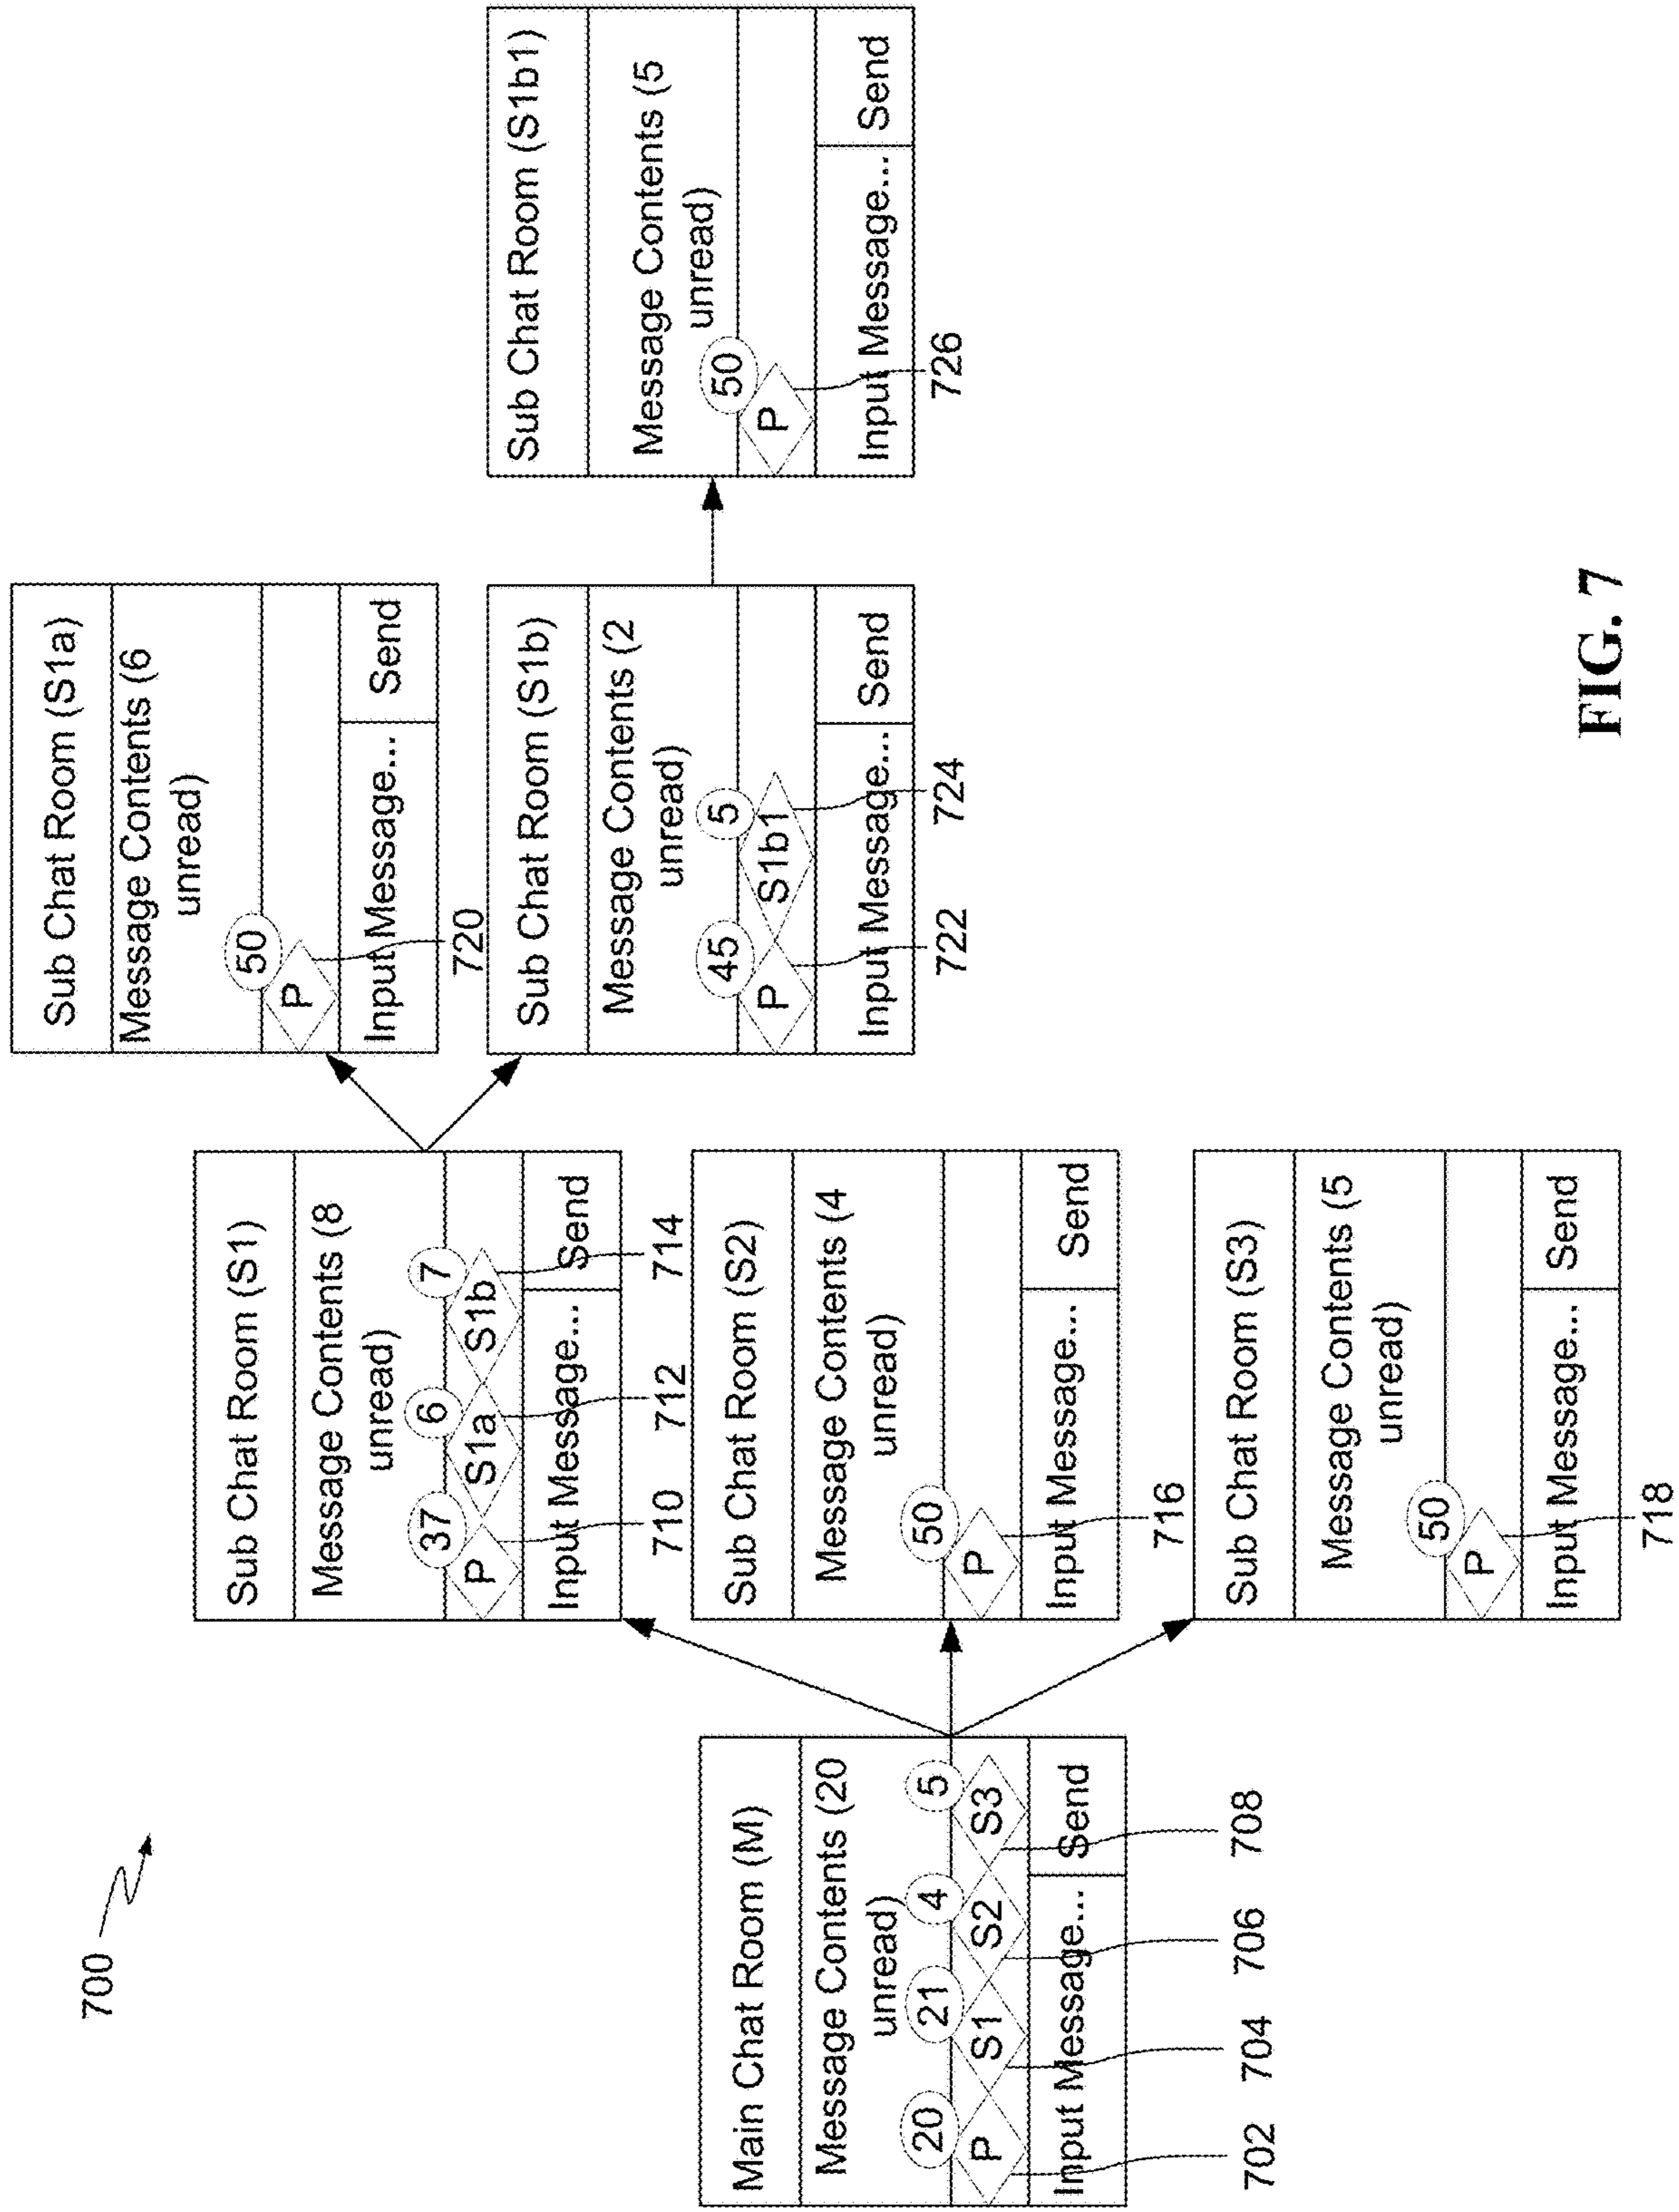 700
Main Chat Room (M)
Message Contents (20
unread)
20
21
4
5
P
S1
S2
S3
Input Message...
Send
702
704
706
708
Sub Chat Room (S1)
Message Contents (8
unread)
37
6
7
P
S1a
S1b
Input Message...
Send
710
712
714
Sub Chat Room (S2)
Message Contents (4
unread)
50
P
Input Message...
Send
716
Sub Chat Room (S3)
Message Contents (5
unread)
50
P
Input Message...
Send
718
Sub Chat Room (S1a)
Message Contents (6
unread)
50
P
Input Message...
Send
720
Sub Chat Room (S1b)
Message Contents (2
unread)
45
5
P
S1b1
Input Message...
Send
722
724
Sub Chat Room (S1b1)
Message Contents (5
unread)
50
P
Input Message...
Send
726
FIG. 7